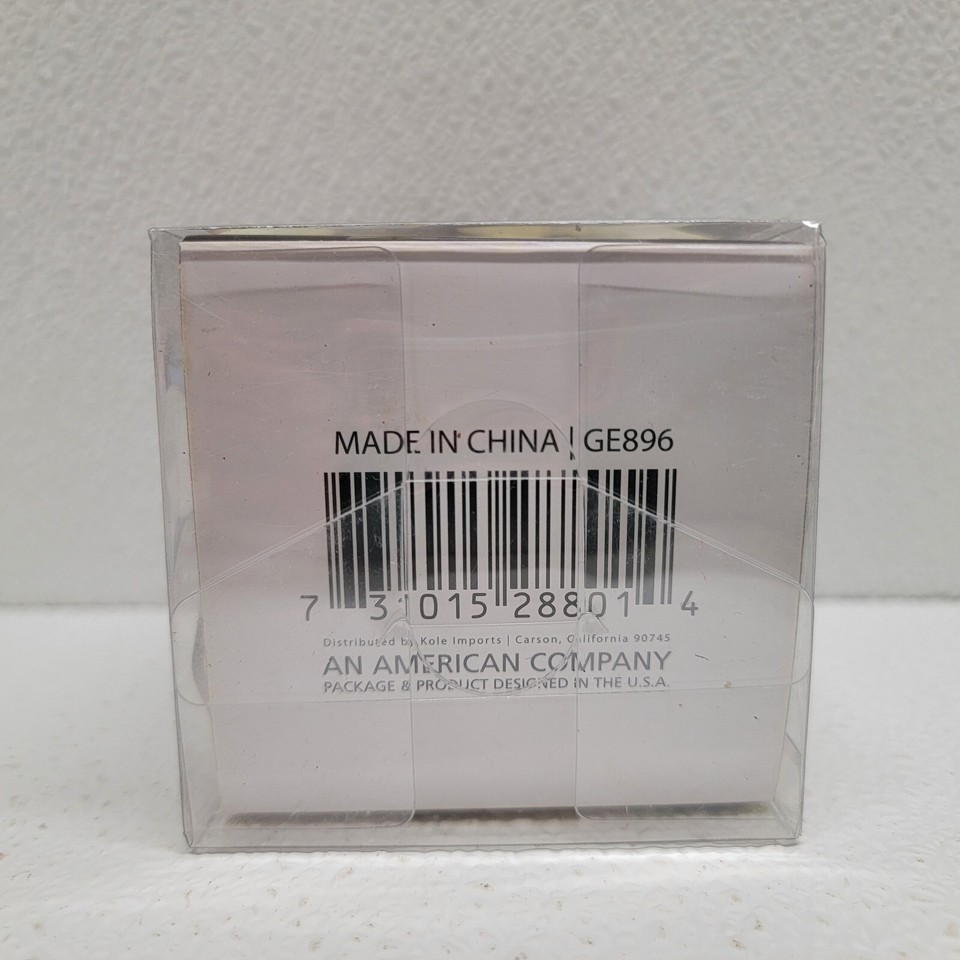 MADE IN CHINA | GE896
7 31015 28801 4
Distributed by Kole Imports | Carson, California 90745
AN AMERICAN COMPANY
PACKAGE & PRODUCT DESIGNED IN THE U.S.A.